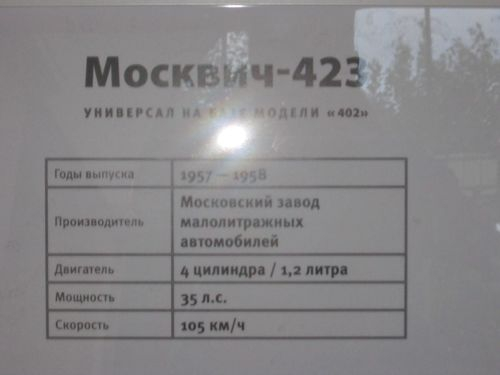 Москвич-423
УНИВЕРСАЛ НА БАЗЕ МОДЕЛИ «402»
Годы выпуска 1957 — 1958
Производитель Московский завод
малолитражных
автомобилей
Двигатель 4 цилиндра / 1,2 литра
Мощность 35 л.с.
Скорость 105 км/ч